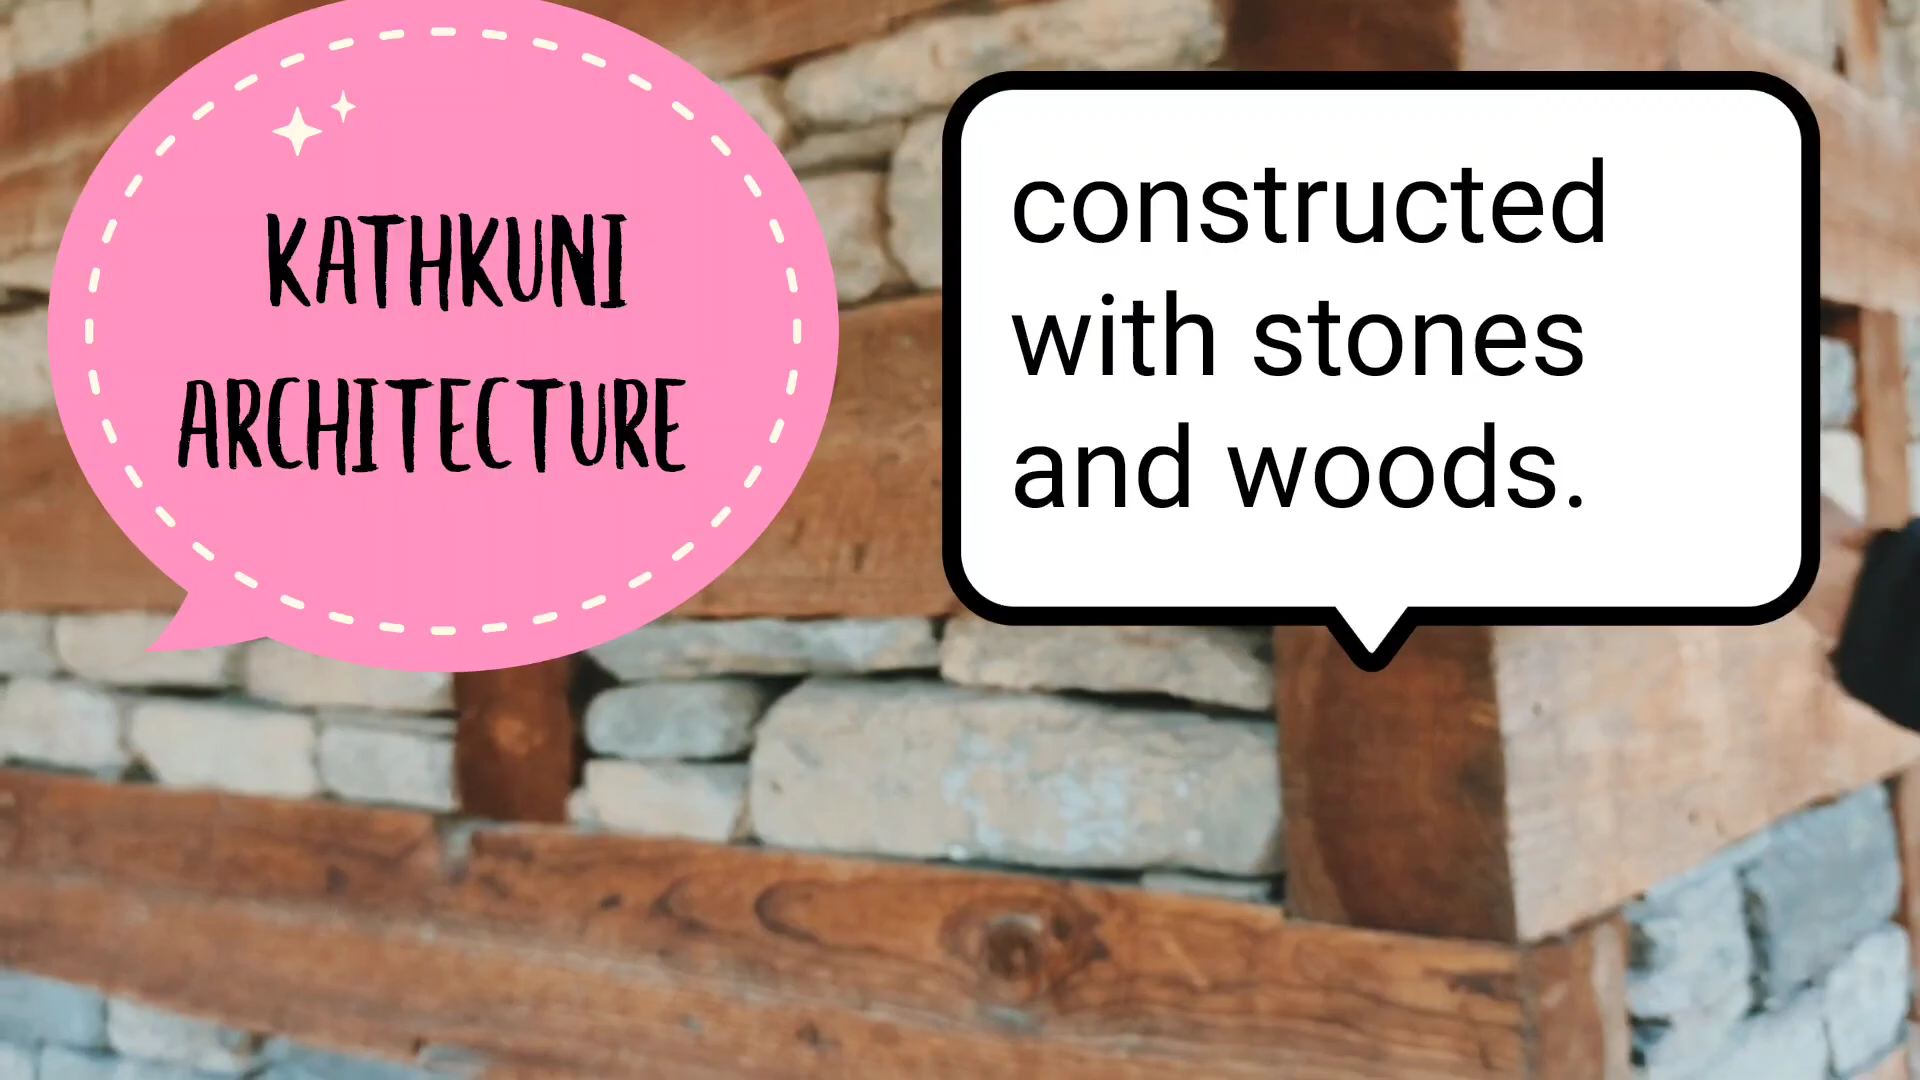 KATHKUNI
ARCHITECTURE
constructed
with stones
and woods.